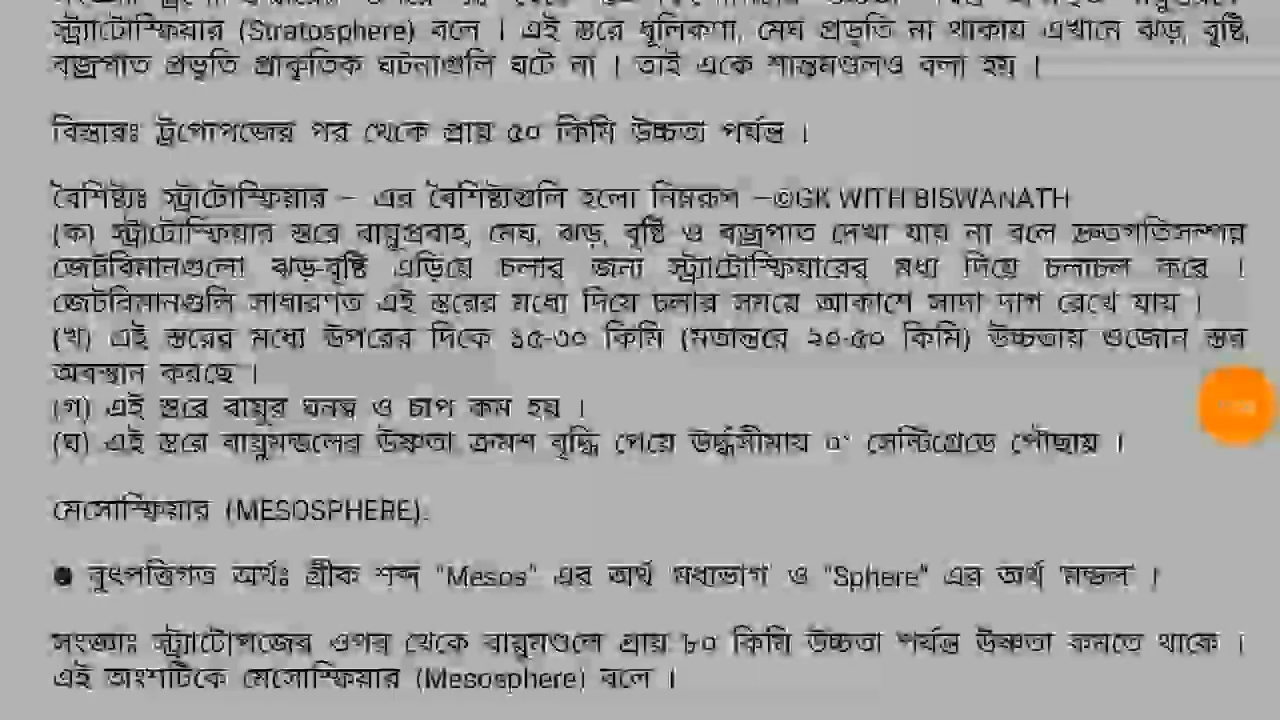 স্ট্র্যাটোস্ফিয়ার (Stratosphere) বলে । এই স্তরে ধূলিকণা, মেঘ প্রভৃতি না থাকায় এখানে ঝড়, বৃষ্টি,
বজ্রপাত প্রভৃতি প্রাকৃতিক ঘটনাগুলি ঘটে না । তাই একে শান্তমণ্ডলও বলা হয় ।
বিস্তারঃ ট্রপোপজের পর থেকে প্রায় ৫০ কিমি উচ্চতা পর্যন্ত ।
বৈশিষ্ট্যঃ স্ট্র্যাটোস্ফিয়ার – এর বৈশিষ্ট্যগুলি হলো নিম্নরূপ –©GK WITH BISWANATH
(ক) স্ট্র্যাটোস্ফিয়ার স্তরে বায়ুপ্রবাহ, মেঘ, ঝড়, বৃষ্টি ও বজ্রপাত দেখা যায় না বলে দ্রুতগতিসম্পন্ন
জেটবিমানগুলো ঝড়-বৃষ্টি এড়িয়ে চলার জন্য স্ট্র্যাটোস্ফিয়ারের মধ্য দিয়ে চলাচল করে ।
জেটবিমানগুলি সাধারণত এই স্তরের মধ্যে দিয়ে চলার সময়ে আকাশে সাদা দাগ রেখে যায় ।
(খ) এই স্তরের মধ্যে উপরের দিকে ১৫-৩০ কিমি (মতান্তরে ২০-৫০ কিমি) উচ্চতায় ওজোন স্তর
অবস্থান করছে ।
(গ) এই স্তরে বায়ুর ঘনত্ব ও চাপ কম হয় ।
(ঘ) এই স্তরে বায়ুমন্ডলের উষ্ণতা ক্রমশ বৃদ্ধি পেয়ে উর্দ্ধসীমায় ০° সেন্টিগ্রেডে পৌঁছায় ।
মেসোস্ফিয়ার (MESOSPHERE):
● বুৎপত্তিগত অর্থঃ গ্রীক শব্দ "Mesos" এর অর্থ 'মধ্যভাগ' ও "Sphere" এর অর্থ 'মন্ডল' ।
সংজ্ঞাঃ স্ট্র্যাটোপজের ওপর থেকে বায়ুমণ্ডলে প্রায় ৮০ কিমি উচ্চতা পর্যন্ত উষ্ণতা কমতে থাকে ।
এই অংশটিকে মেসোস্ফিয়ার (Mesosphere) বলে ।